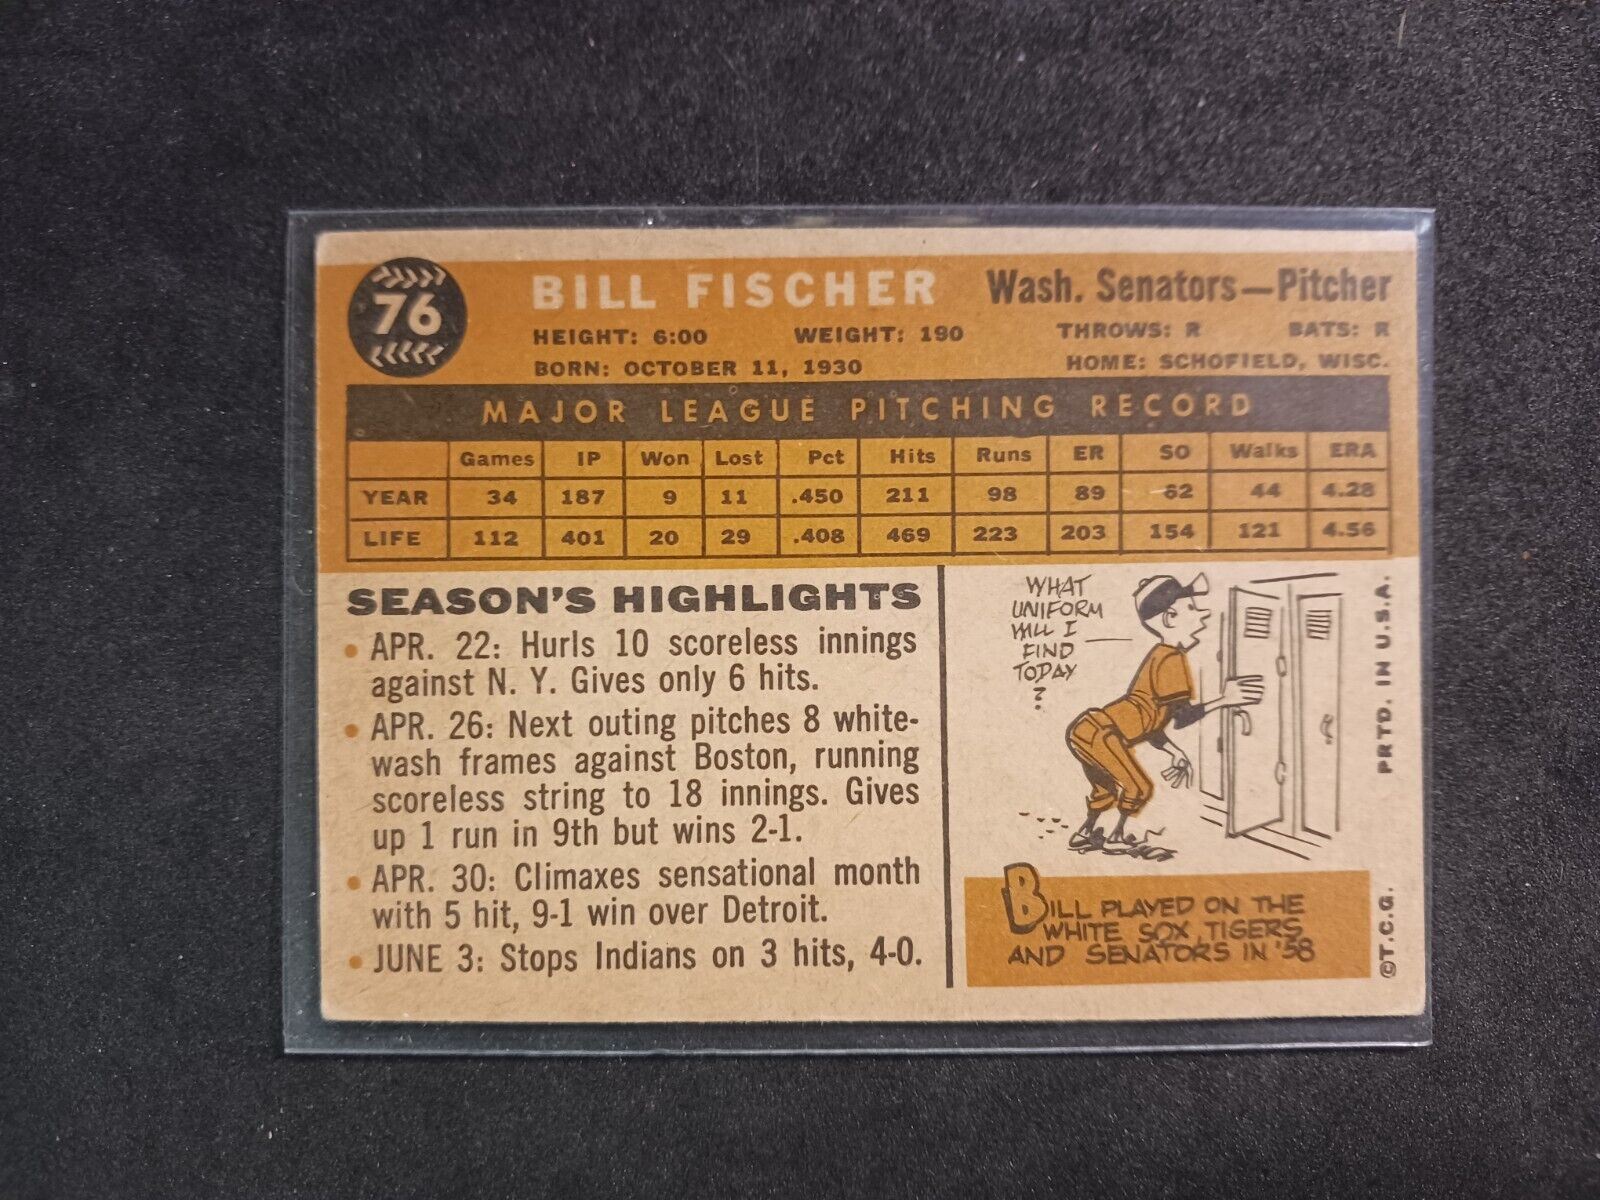 76
BILL FISCHER
Wash. Senators—Pitcher
HEIGHT: 6:00 WEIGHT: 190 THROWS: R BATS: R
BORN: OCTOBER 11, 1930 HOME: SCHOFIELD, WISC.
MAJOR LEAGUE PITCHING RECORD
Games IP Won Lost Pct Hits Runs ER SO Walks ERA
YEAR 34 187 9 11 .450 211 98 89 62 44 4.28
LIFE 112 401 20 29 .408 469 223 203 154 121 4.56
SEASON'S HIGHLIGHTS
• APR. 22: Hurls 10 scoreless innings
against N. Y. Gives only 6 hits.
• APR. 26: Next outing pitches 8 white-
wash frames against Boston, running
scoreless string to 18 innings. Gives
up 1 run in 9th but wins 2-1.
• APR. 30: Climaxes sensational month
with 5 hit, 9-1 win over Detroit.
• JUNE 3: Stops Indians on 3 hits, 4-0.
WHAT
UNIFORM
WILL I
FIND
TODAY
?
BILL PLAYED ON THE
WHITE SOX, TIGERS
AND SENATORS IN '58
©T.C.G. PRTD. IN U.S.A.